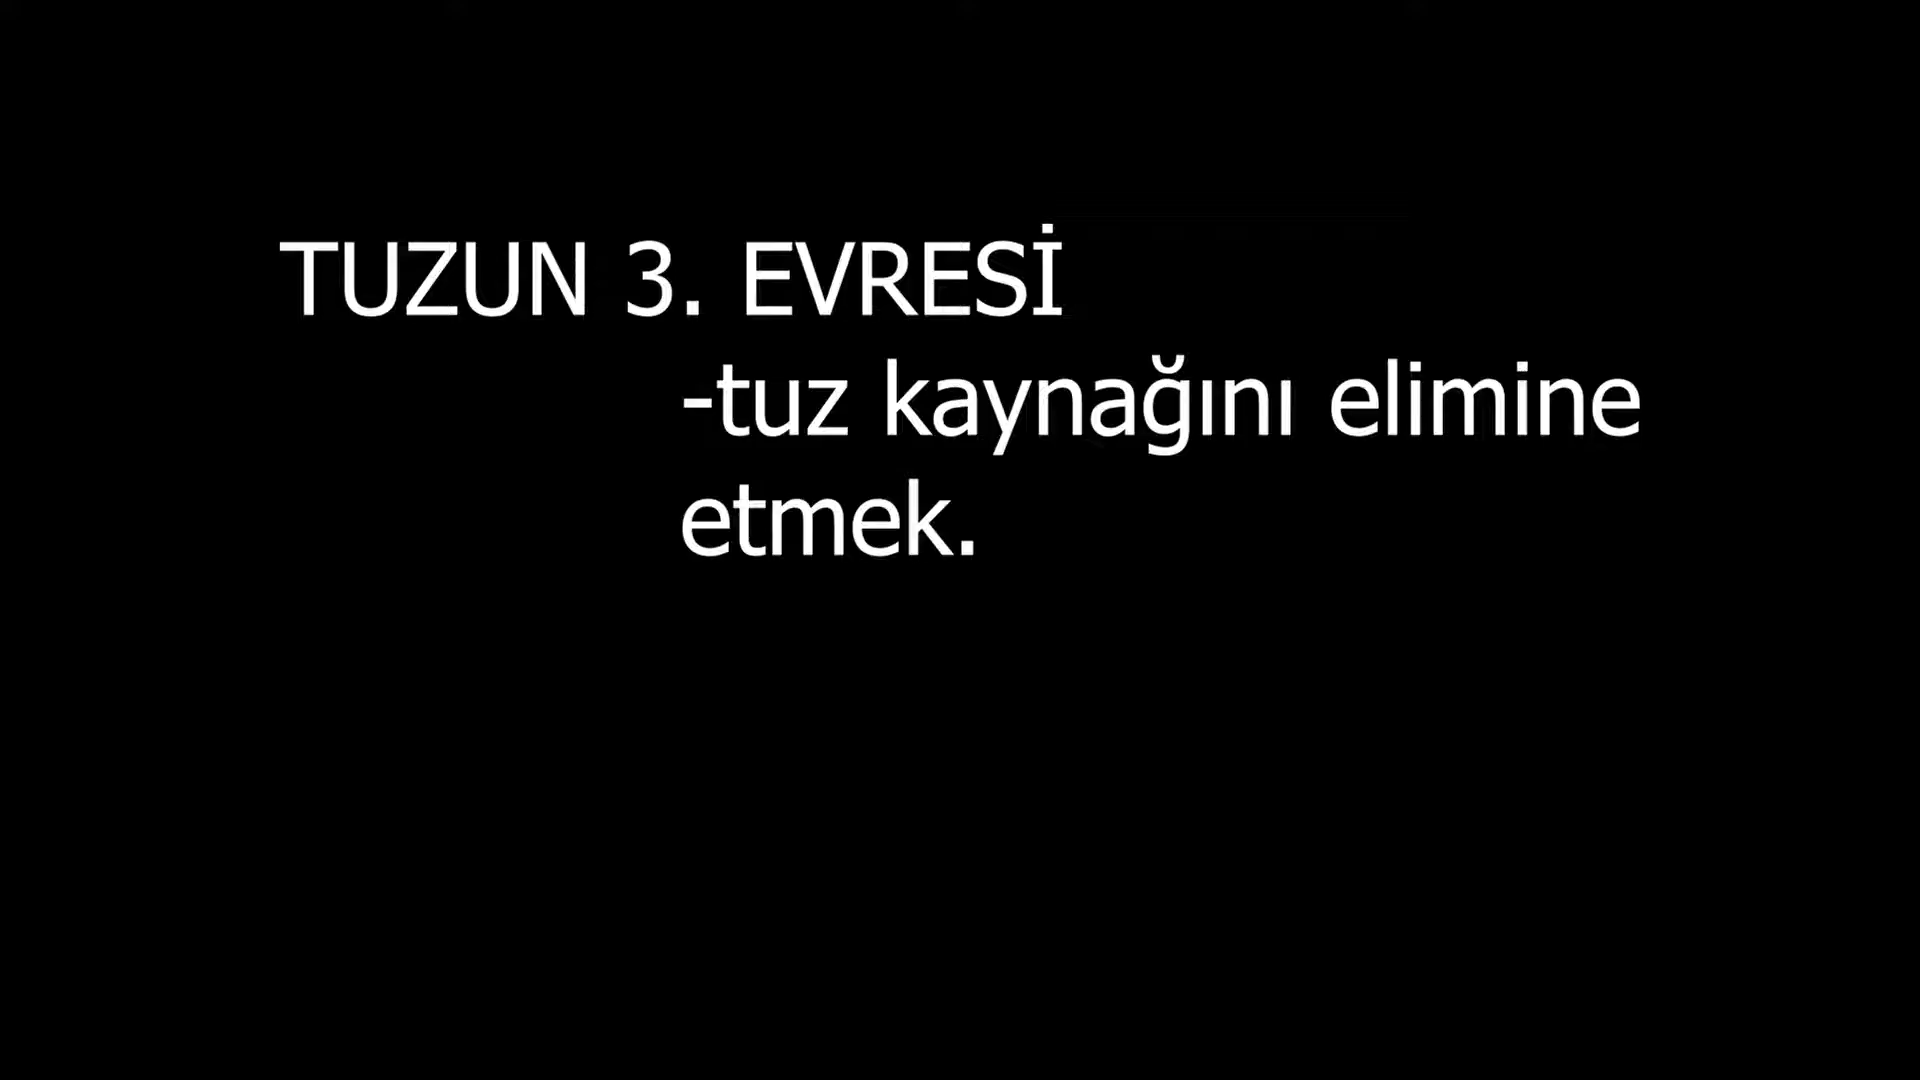 TUZUN 3. EVRESİ
-tuz kaynağını elimine
etmek.